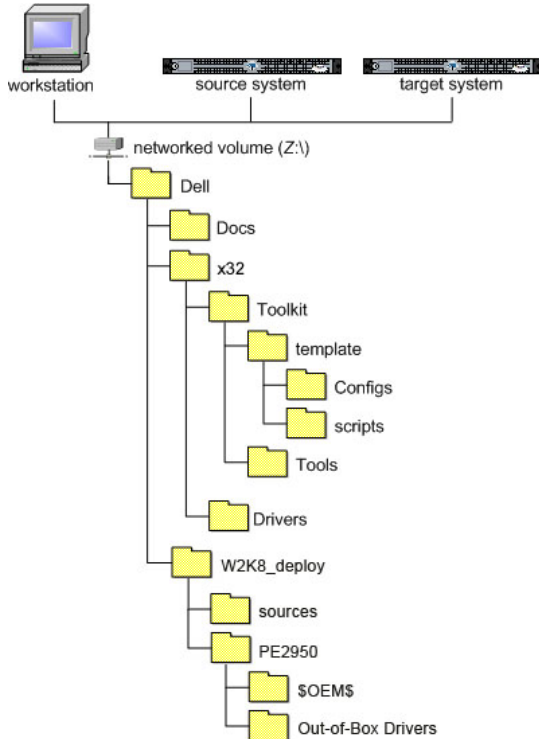 workstation
source system
target system
networked volume (Z:\)
Dell
Docs
x32
Toolkit
template
Configs
scripts
Tools
Drivers
W2K8_deploy
sources
PE2950
$OEM$
Out-of-Box Drivers